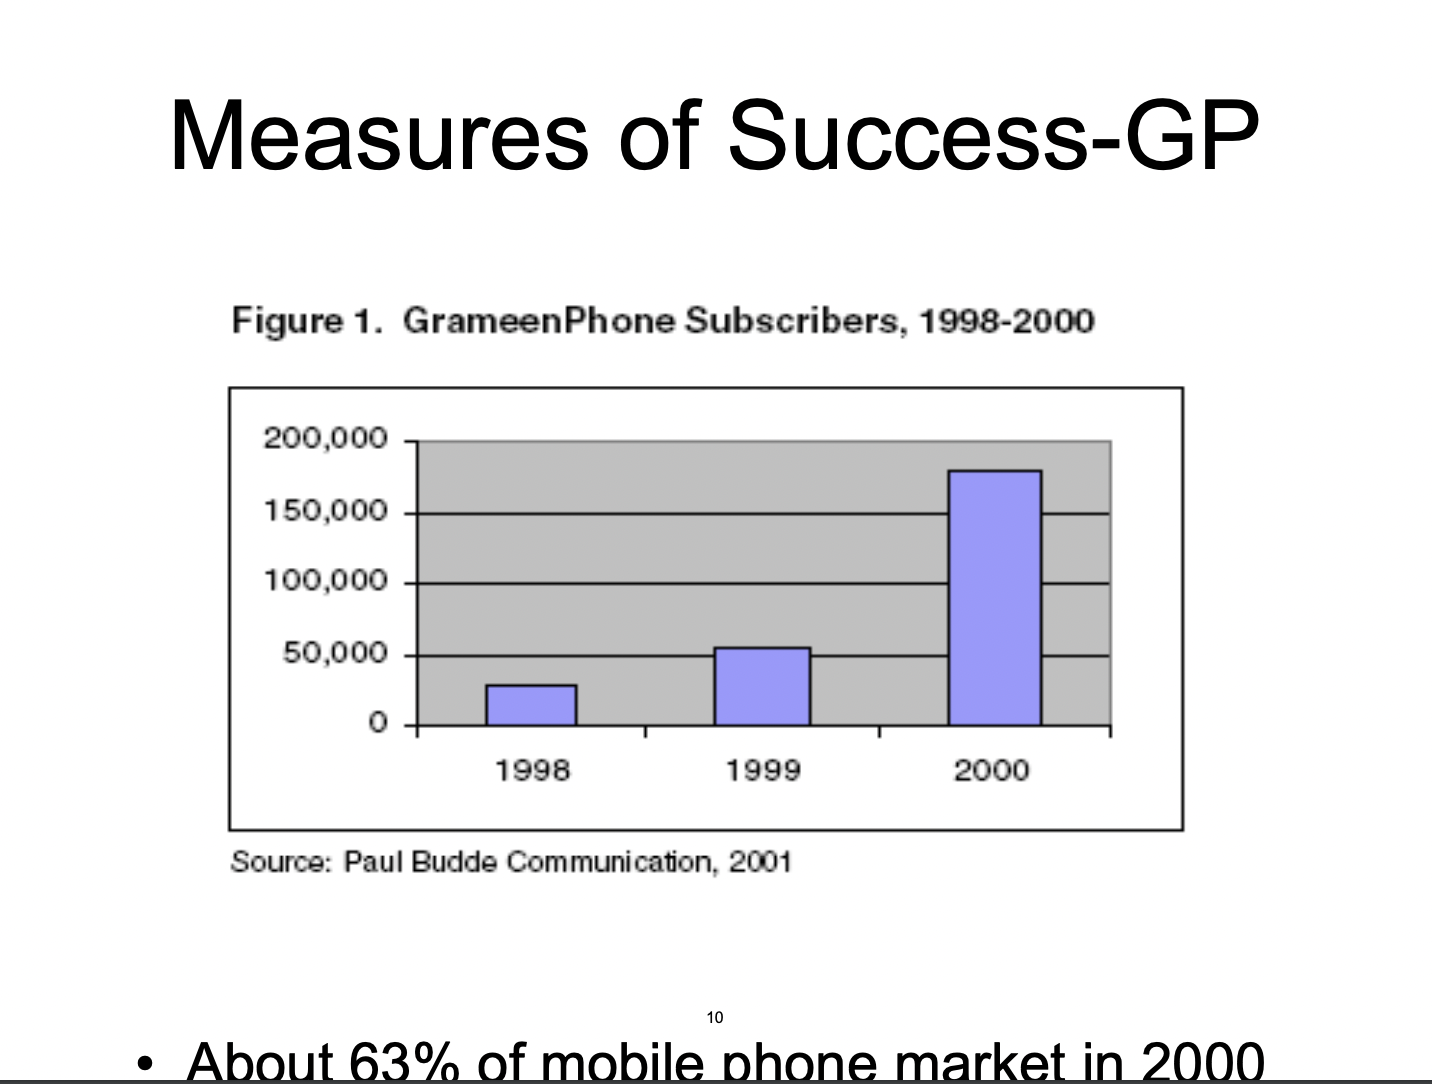 Measures of Success-GP
Figure 1. GrameenPhone Subscribers, 1998-2000
200,000
150,000
100,000
50,000
0
1998 1999 2000
Source: Paul Budde Communication, 2001
10
• About 63% of mobile phone market in 2000